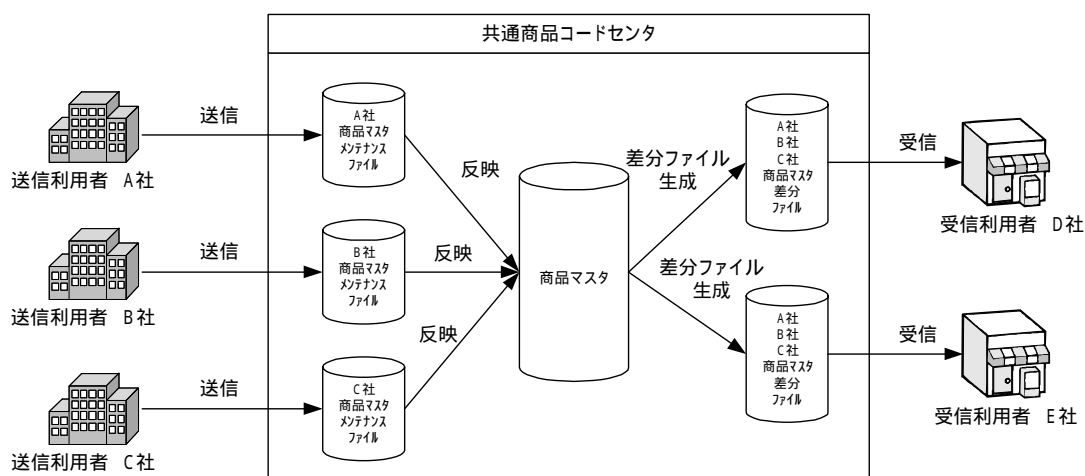 共通商品コードセンタ
送信
A社
商品マスタ
メンテナンス
ファイル
送信利用者 A社
反映
送信
B社
商品マスタ
メンテナンス
ファイル
送信利用者 B社
反映
送信
C社
商品マスタ
メンテナンス
ファイル
送信利用者 C社
反映
商品マスタ
差分ファイル
生成
A社
B社
C社
商品マスタ
差分
ファイル
受信
受信利用者 D社
差分ファイル
生成
A社
B社
C社
商品マスタ
差分
ファイル
受信
受信利用者 E社